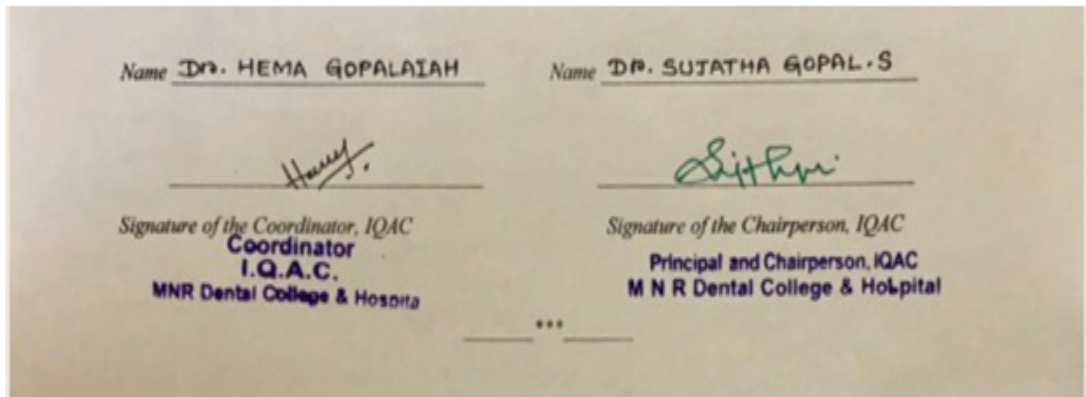 Name Dr. HEMA GOPALAIAH
Name DR. SUJATHA GOPAL.S
Signature of the Coordinator, IQAC
Signature of the Chairperson, IQAC
Coordinator
I.Q.A.C.
MNR Dental College & Hospita
Principal and Chairperson, IQAC
M N R Dental College & Hospital
***